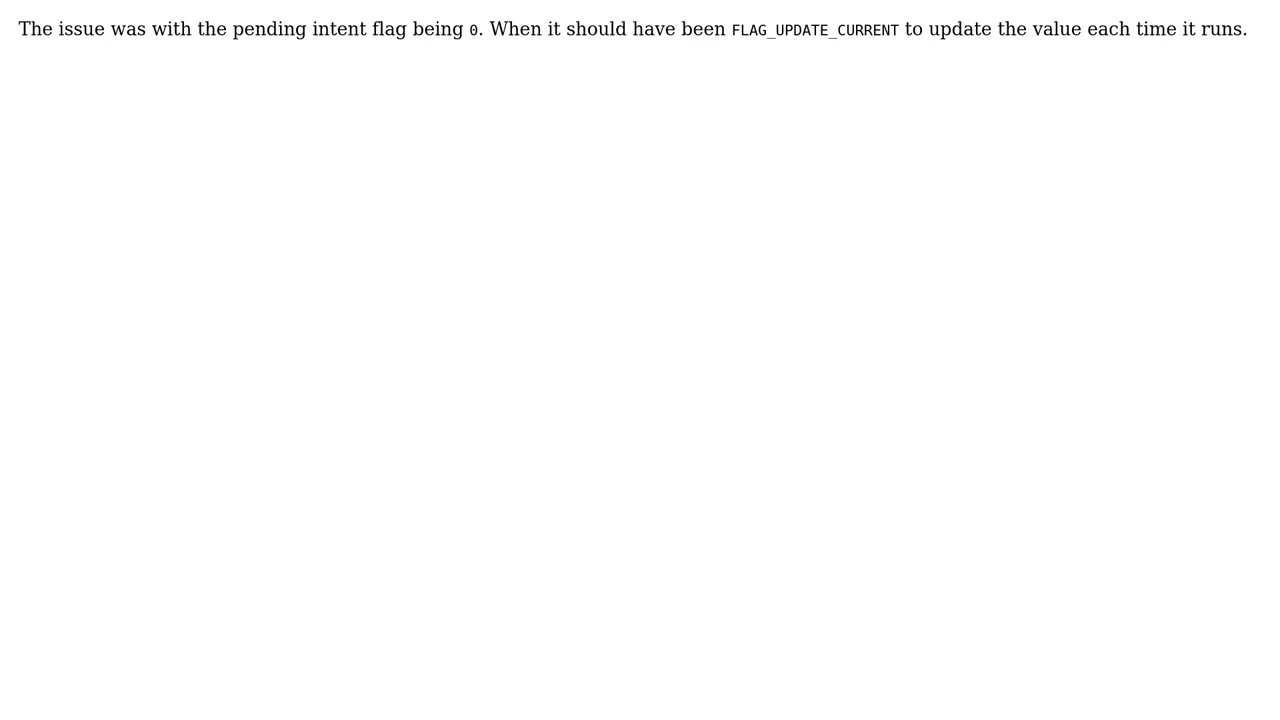 The issue was with the pending intent flag being 0. When it should have been FLAG_UPDATE_CURRENT to update the value each time it runs.